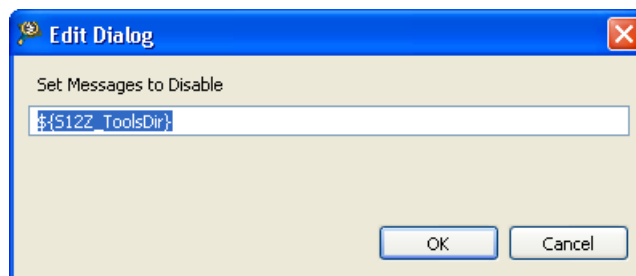 Edit Dialog
Set Messages to Disable
${S12Z_ToolsDir}
OK
Cancel